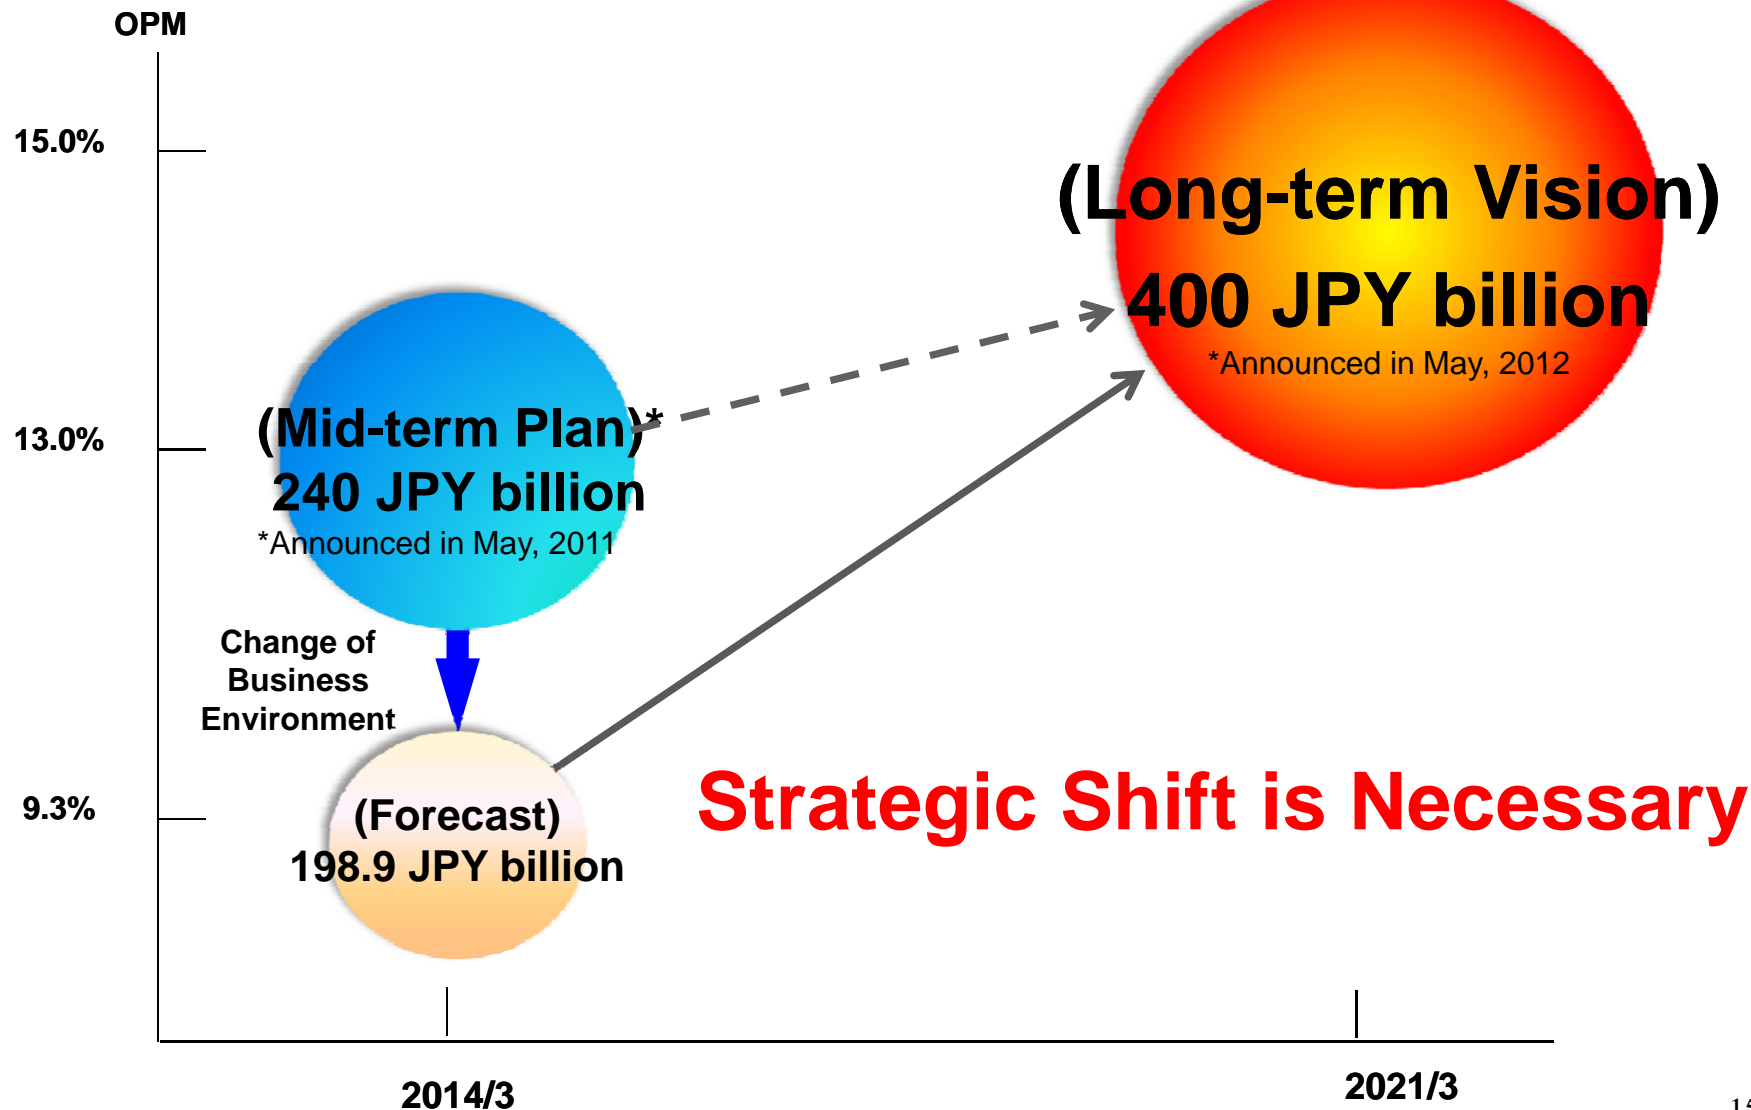 OPM
15.0%
(Long-term Vision)
400 JPY billion
*Announced in May, 2012
13.0%
(Mid-term Plan)*
240 JPY billion
*Announced in May, 2011
Change of
Business
Environment
9.3%
(Forecast)
198.9 JPY billion
Strategic Shift is Necessary
2014/3
2021/3